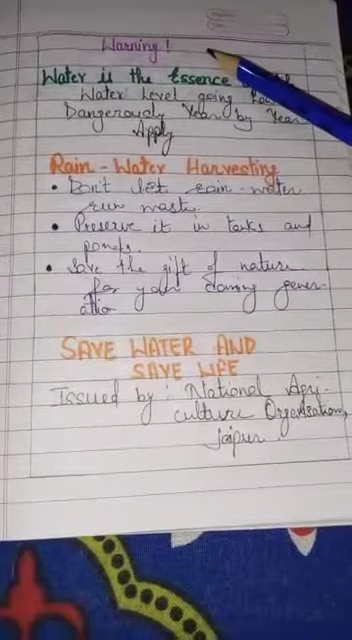 Warning!
Water is the Essence
Water Level going
Dangerously Year by Year
Apply
Rain-Water Harvesting
• Don't let rain-water
run waste.
• Preserve it in tanks and
ponds.
• Save the gift of nature
for your coming gener-
ation
SAVE WATER AND
SAVE LIFE
Issued by: National Agri-
culture Organisation,
Jaipur.